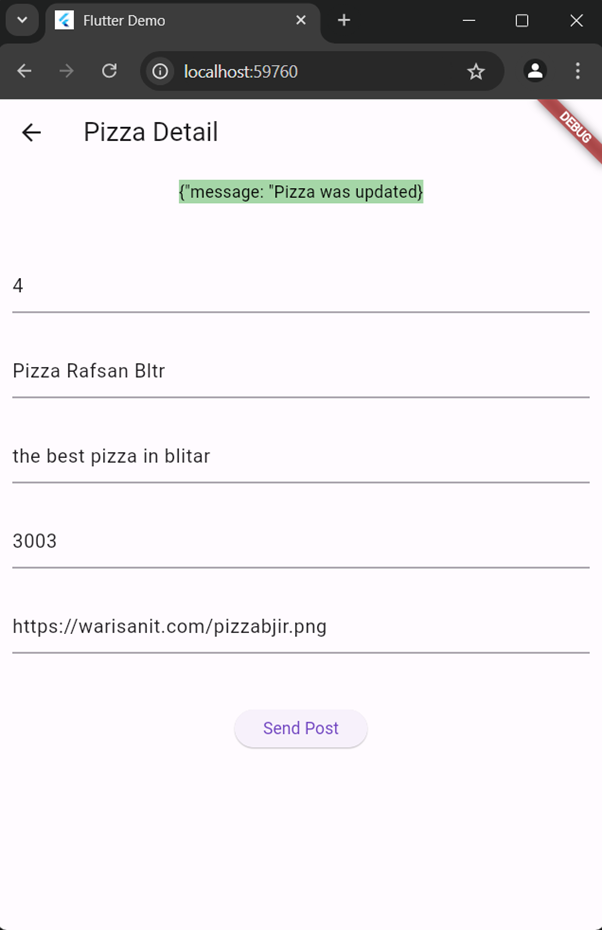 Flutter Demo
localhost:59760
Pizza Detail
DEBUG
{"message: "Pizza was updated}
4
Pizza Rafsan Bltr
the best pizza in blitar
3003
https://warisanit.com/pizzabjir.png
Send Post